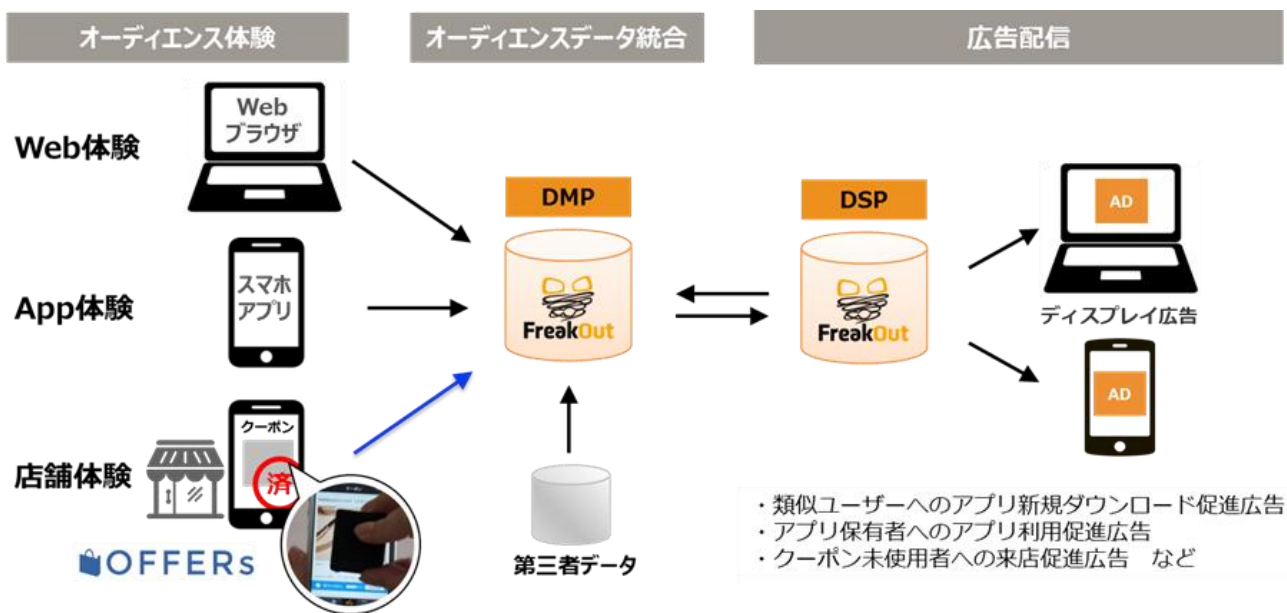 オーディエンス体験
オーディエンスデータ統合
広告配信
Web体験
Web
ブラウザ
App体験
スマホ
アプリ
店舗体験
クーポン
済
OFFERs
DMP
FreakOut
第三者データ
DSP
FreakOut
AD
ディスプレイ広告
AD
・類似ユーザーへのアプリ新規ダウンロード促進広告
・アプリ保有者へのアプリ利用促進広告
・クーポン未使用者への来店促進広告　など